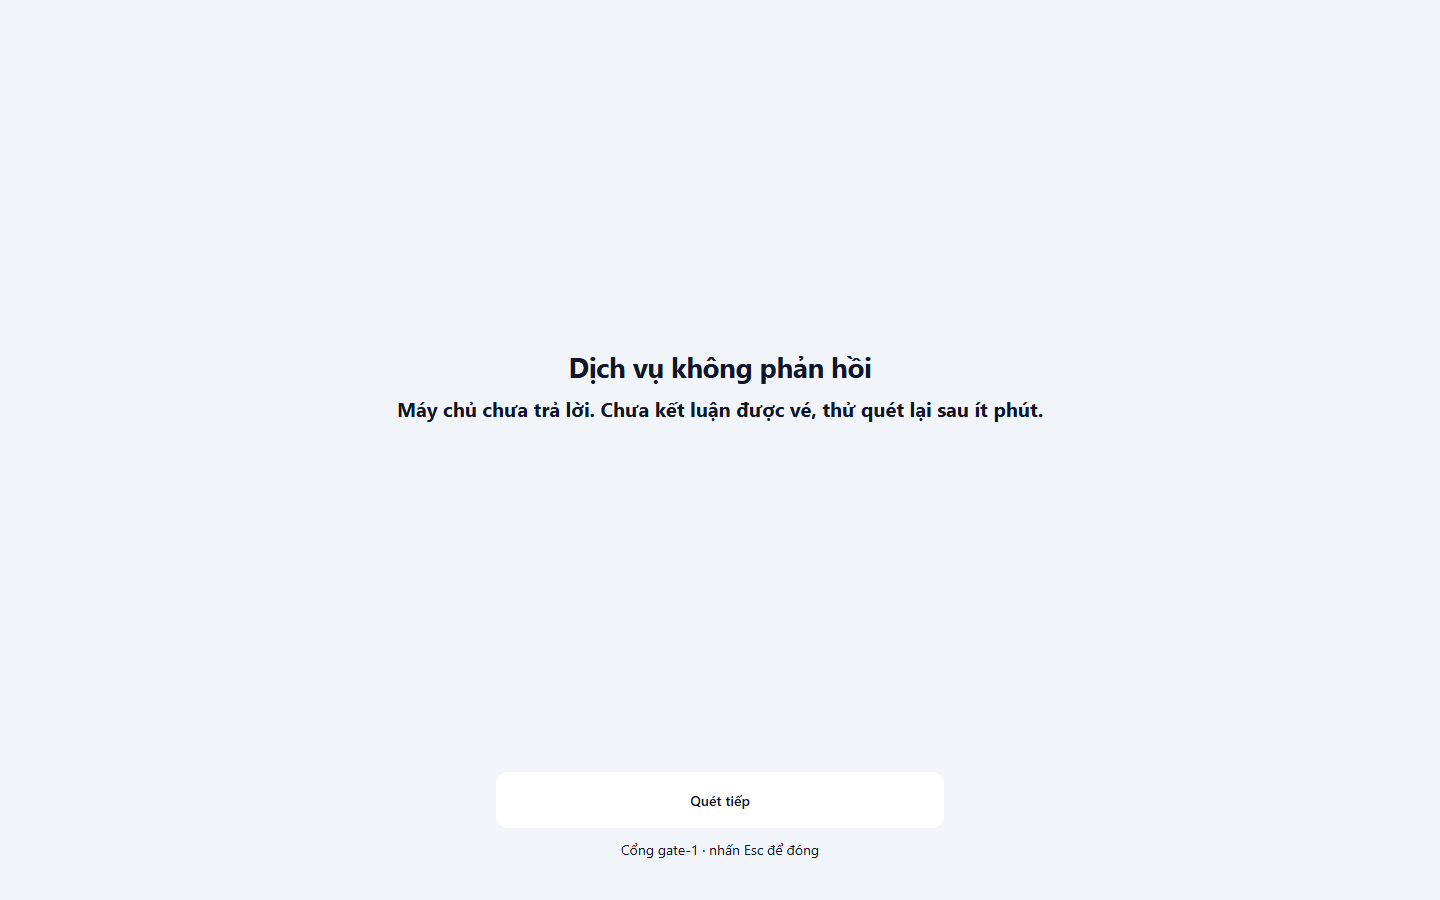 Dịch vụ không phản hồi
Máy chủ chưa trả lời. Chưa kết luận được vé, thử quét lại sau ít phút.
Quét tiếp
Cổng gate-1 · nhấn Esc để đóng